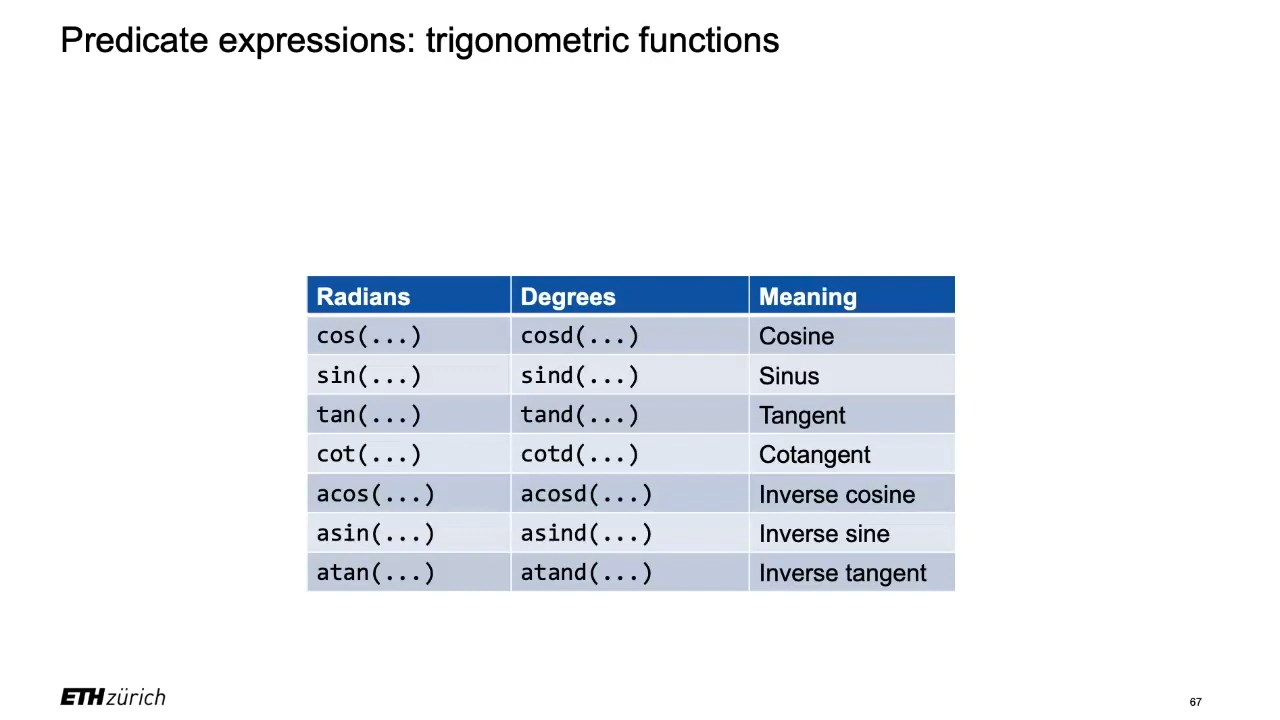 Predicate expressions: trigonometric functions
Radians Degrees Meaning
cos(...) cosd(...) Cosine
sin(...) sind(...) Sinus
tan(...) tand(...) Tangent
cot(...) cotd(...) Cotangent
acos(...) acosd(...) Inverse cosine
asin(...) asind(...) Inverse sine
atan(...) atand(...) Inverse tangent
ETH zürich
67